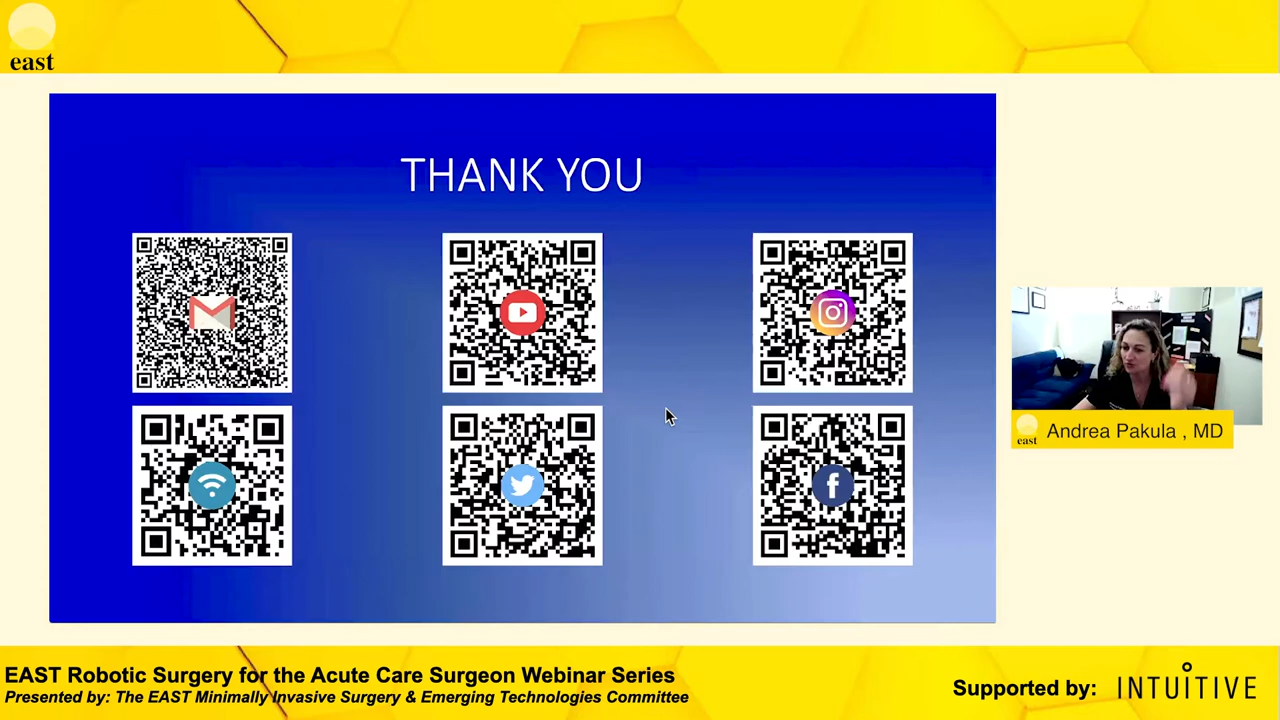 east
THANK YOU
east
Andrea Pakula , MD
EAST Robotic Surgery for the Acute Care Surgeon Webinar Series
Presented by: The EAST Minimally Invasive Surgery & Emerging Technologies Committee
Supported by:
INTUITIVE